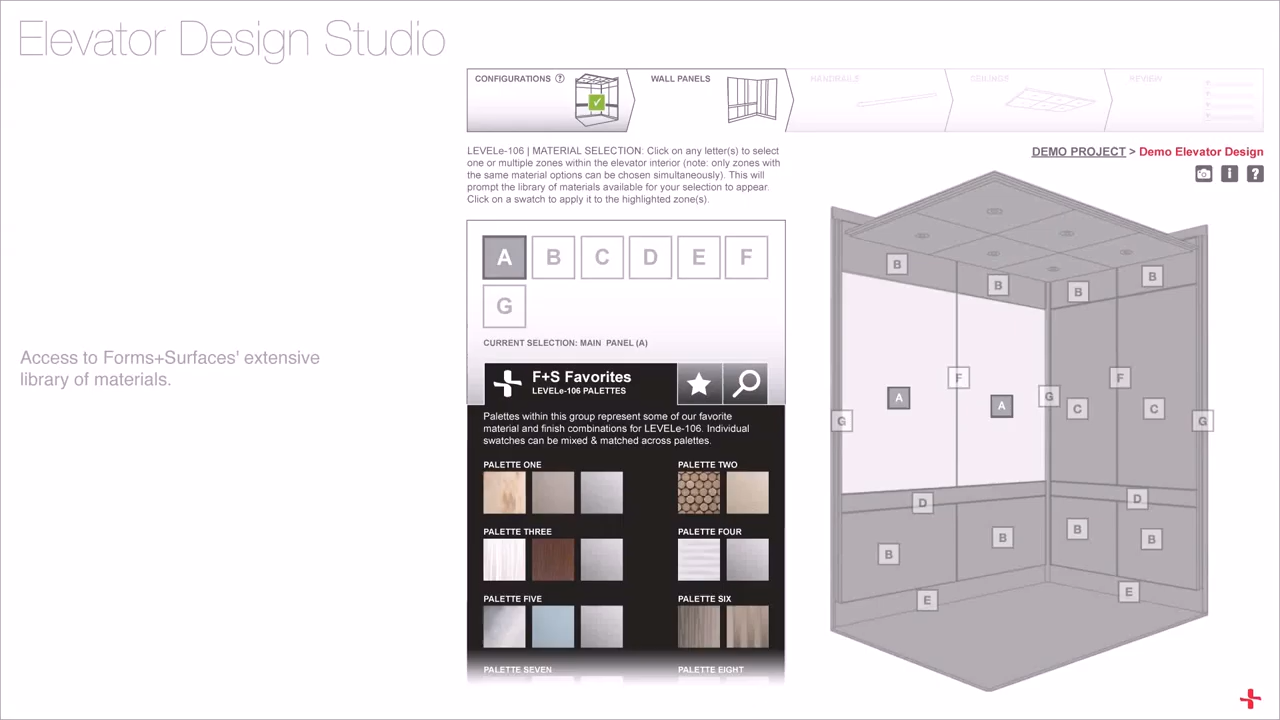 Elevator Design Studio
CONFIGURATIONS ?
WALL PANELS
HANDRAILS
CEILINGS
REVIEW
LEVELe-106 | MATERIAL SELECTION: Click on any letter(s) to select
one or multiple zones within the elevator interior (note: only zones with
the same material options can be chosen simultaneously). This will
prompt the library of materials available for your selection to appear.
Click on a swatch to apply it to the highlighted zone(s).
DEMO PROJECT > Demo Elevator Design
i ?
A B C D E F
G
CURRENT SELECTION: MAIN PANEL (A)
F+S Favorites
LEVELe-106 PALETTES
Palettes within this group represent some of our favorite
material and finish combinations for LEVELe-106. Individual
swatches can be mixed & matched across palettes.
PALETTE ONE
PALETTE TWO
PALETTE THREE
PALETTE FOUR
PALETTE FIVE
PALETTE SIX
PALETTE SEVEN
PALETTE EIGHT
Access to Forms+Surfaces' extensive
library of materials.
B B B B
F F
A A G C C
G G
D D
B B B B
E E